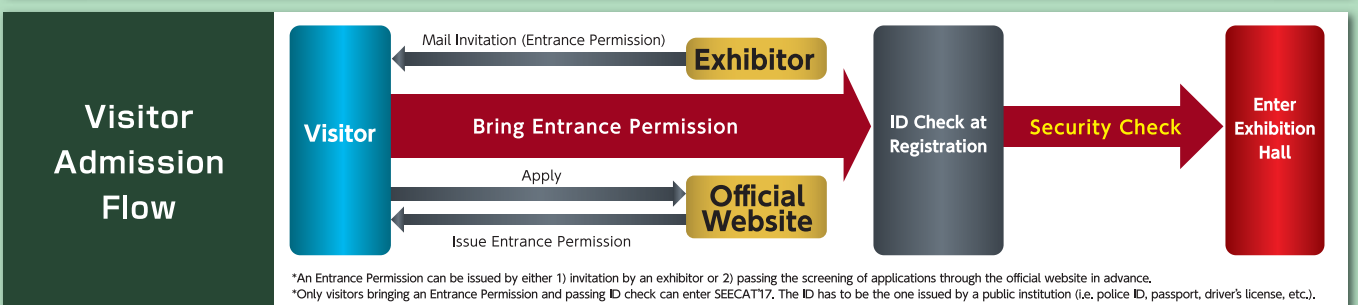 Visitor
Admission
Flow
Visitor
Mail Invitation (Entrance Permission)
Exhibitor
Bring Entrance Permission
Apply
Official
Website
Issue Entrance Permission
ID Check at
Registration
Security Check
Enter
Exhibition
Hall
*An Entrance Permission can be issued by either 1) invitation by an exhibitor or 2) passing the screening of applications through the official website in advance.
*Only visitors bringing an Entrance Permission and passing ID check can enter SEECAT'17. The ID has to be the one issued by a public institution (i.e. police ID, passport, driver's license, etc.).